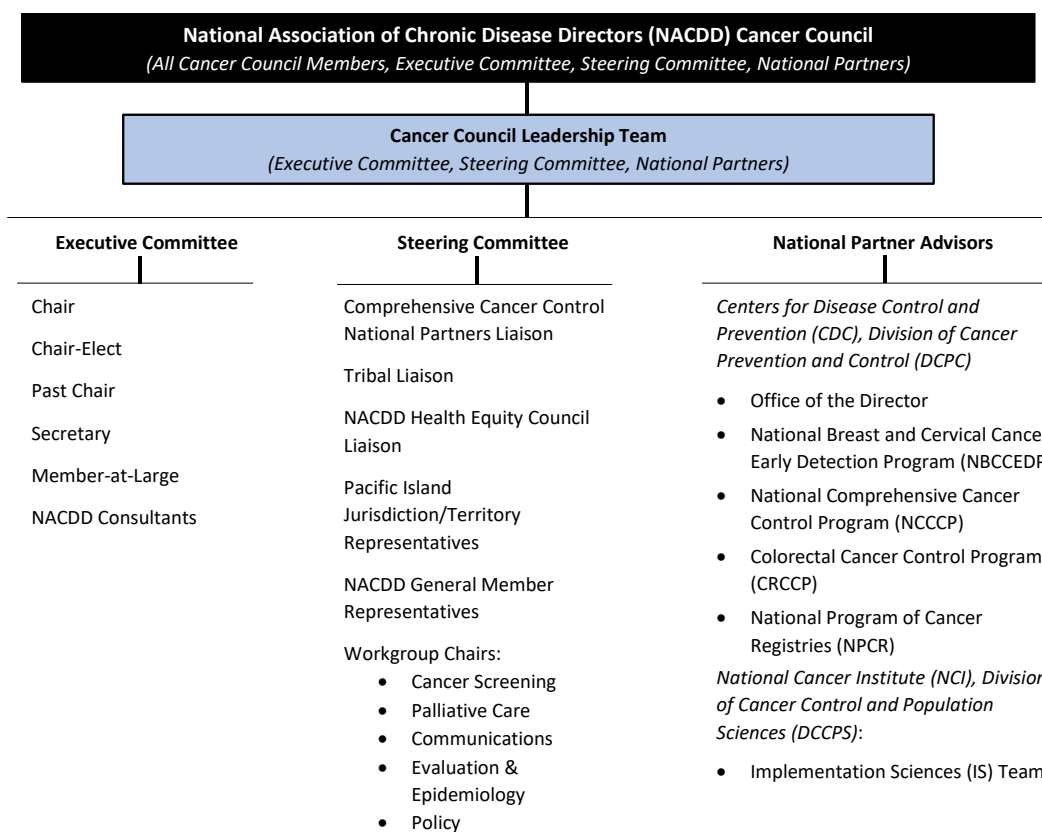 National Association of Chronic Disease Directors (NACDD) Cancer Council
(All Cancer Council Members, Executive Committee, Steering Committee, National Partners)
Cancer Council Leadership Team
(Executive Committee, Steering Committee, National Partners)
Executive Committee
Chair
Chair-Elect
Past Chair
Secretary
Member-at-Large
NACDD Consultants
Steering Committee
Comprehensive Cancer Control
National Partners Liaison
Tribal Liaison
NACDD Health Equity Council
Liaison
Pacific Island
Jurisdiction/Territory
Representatives
NACDD General Member
Representatives
Workgroup Chairs:
• Cancer Screening
• Palliative Care
• Communications
• Evaluation &
Epidemiology
• Policy
National Partner Advisors
Centers for Disease Control and
Prevention (CDC), Division of Cancer
Prevention and Control (DCPC)
• Office of the Director
• National Breast and Cervical Cance
Early Detection Program (NBCCEDP
• National Comprehensive Cancer
Control Program (NCCCP)
• Colorectal Cancer Control Program
(CRCCP)
• National Program of Cancer
Registries (NPCR)
National Cancer Institute (NCI), Division
of Cancer Control and Population
Sciences (DCCPS):
• Implementation Sciences (IS) Team